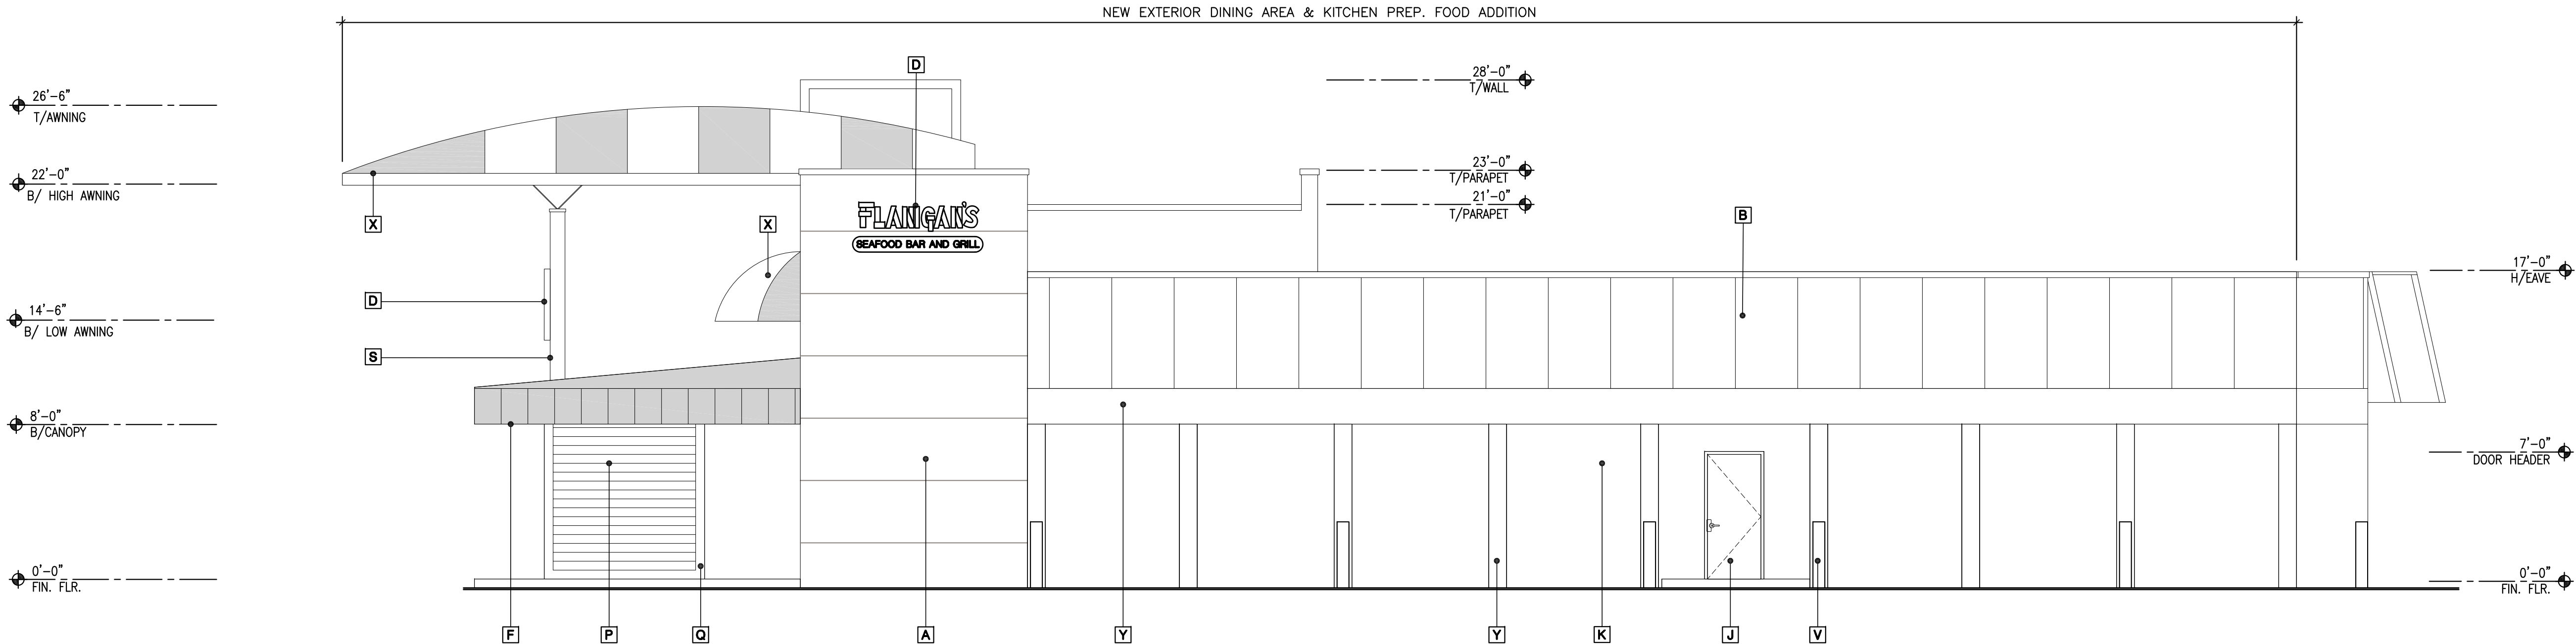 NEW EXTERIOR DINING AREA & KITCHEN PREP. FOOD ADDITION
D
28'-0"
T/WALL
26'-6"
T/AWNING
23'-0"
T/PARAPET
22'-0"
B/ HIGH AWNING
21'-0"
T/PARAPET
X
X
B
FLANIGAN'S
SEAFOOD BAR AND GRILL
17'-0"
H/EAVE
D
14'-6"
B/ LOW AWNING
S
8'-0"
B/CANOPY
7'-0"
DOOR HEADER
0'-0"
FIN. FLR.
0'-0"
FIN. FLR.
F
P
Q
A
Y
Y
K
J
V